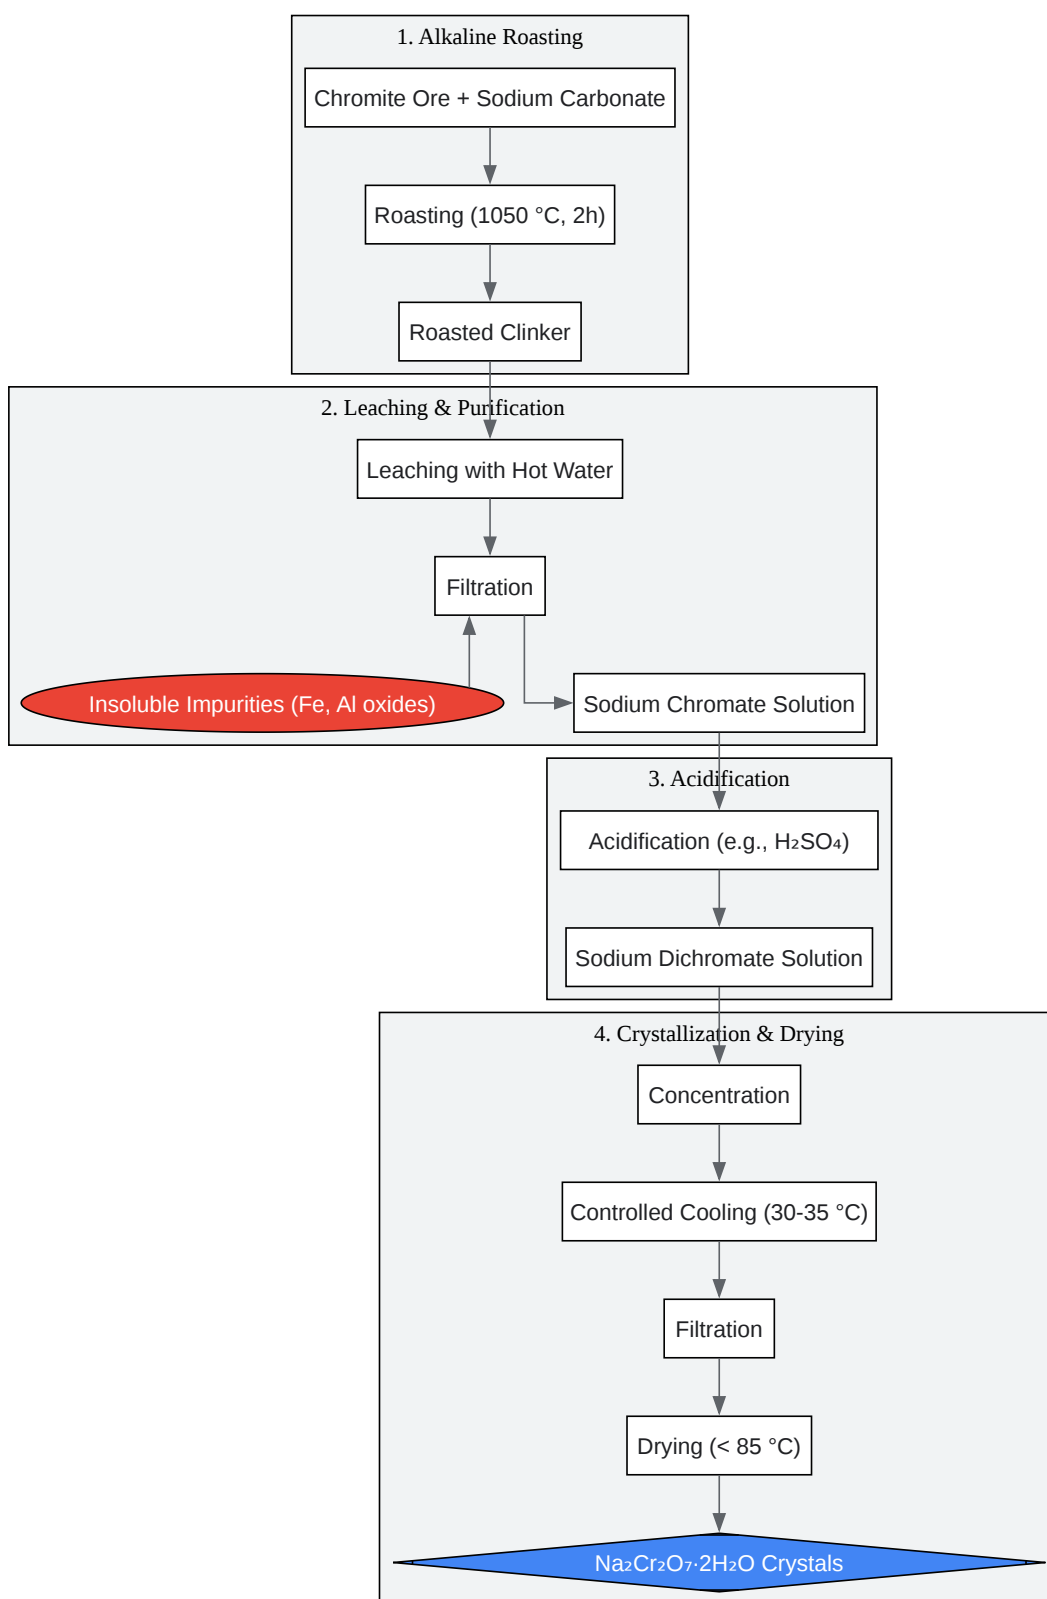 1. Alkaline Roasting
Chromite Ore + Sodium Carbonate
Roasting (1050 °C, 2h)
Roasted Clinker
2. Leaching & Purification
Leaching with Hot Water
Filtration
Insoluble Impurities (Fe, Al oxides)
Sodium Chromate Solution
3. Acidification
Acidification (e.g., H₂SO₄)
Sodium Dichromate Solution
4. Crystallization & Drying
Concentration
Controlled Cooling (30-35 °C)
Filtration
Drying (< 85 °C)
Na₂Cr₂O₇·2H₂O Crystals